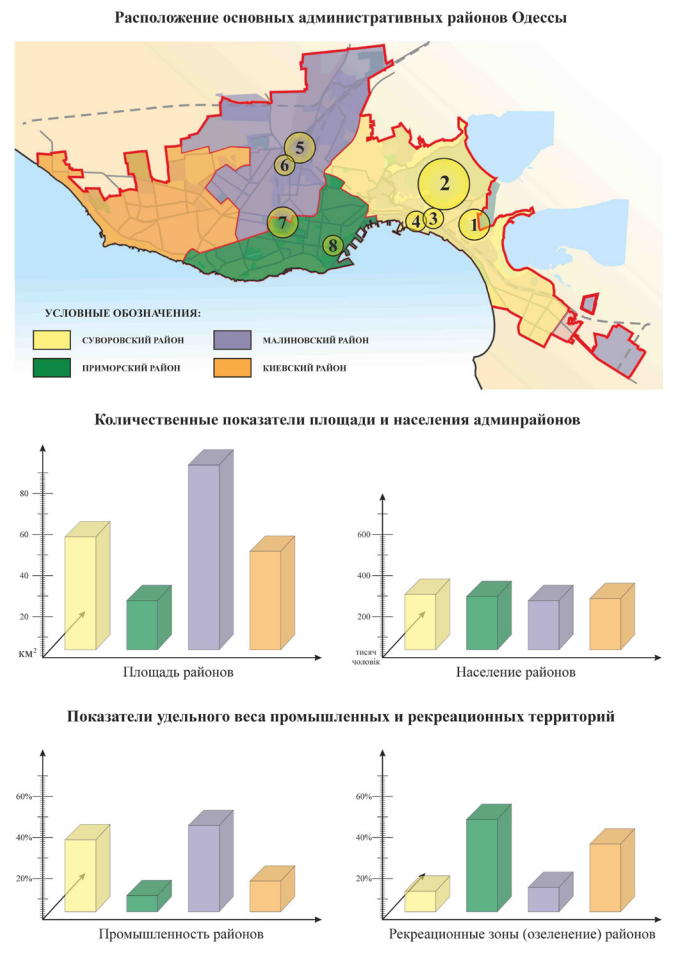 Расположение основных административных районов Одессы
5
6
2
7
4
3
1
8
УСЛОВНЫЕ ОБОЗНАЧЕНИЯ:
СУВОРОВСКИЙ РАЙОН
МАЛИНОВСКИЙ РАЙОН
ПРИМОРСКИЙ РАЙОН
КИЕВСКИЙ РАЙОН
Количественные показатели площади и населения админрайонов
80
60
40
20
КМ²
Площадь районов
600
400
200
тисяч
чоловік
Население районов
Показатели удельного веса промышленных и рекреационных территорий
60%
40%
20%
Промышленность районов
60%
40%
20%
Рекреационные зоны (озеленение) районов